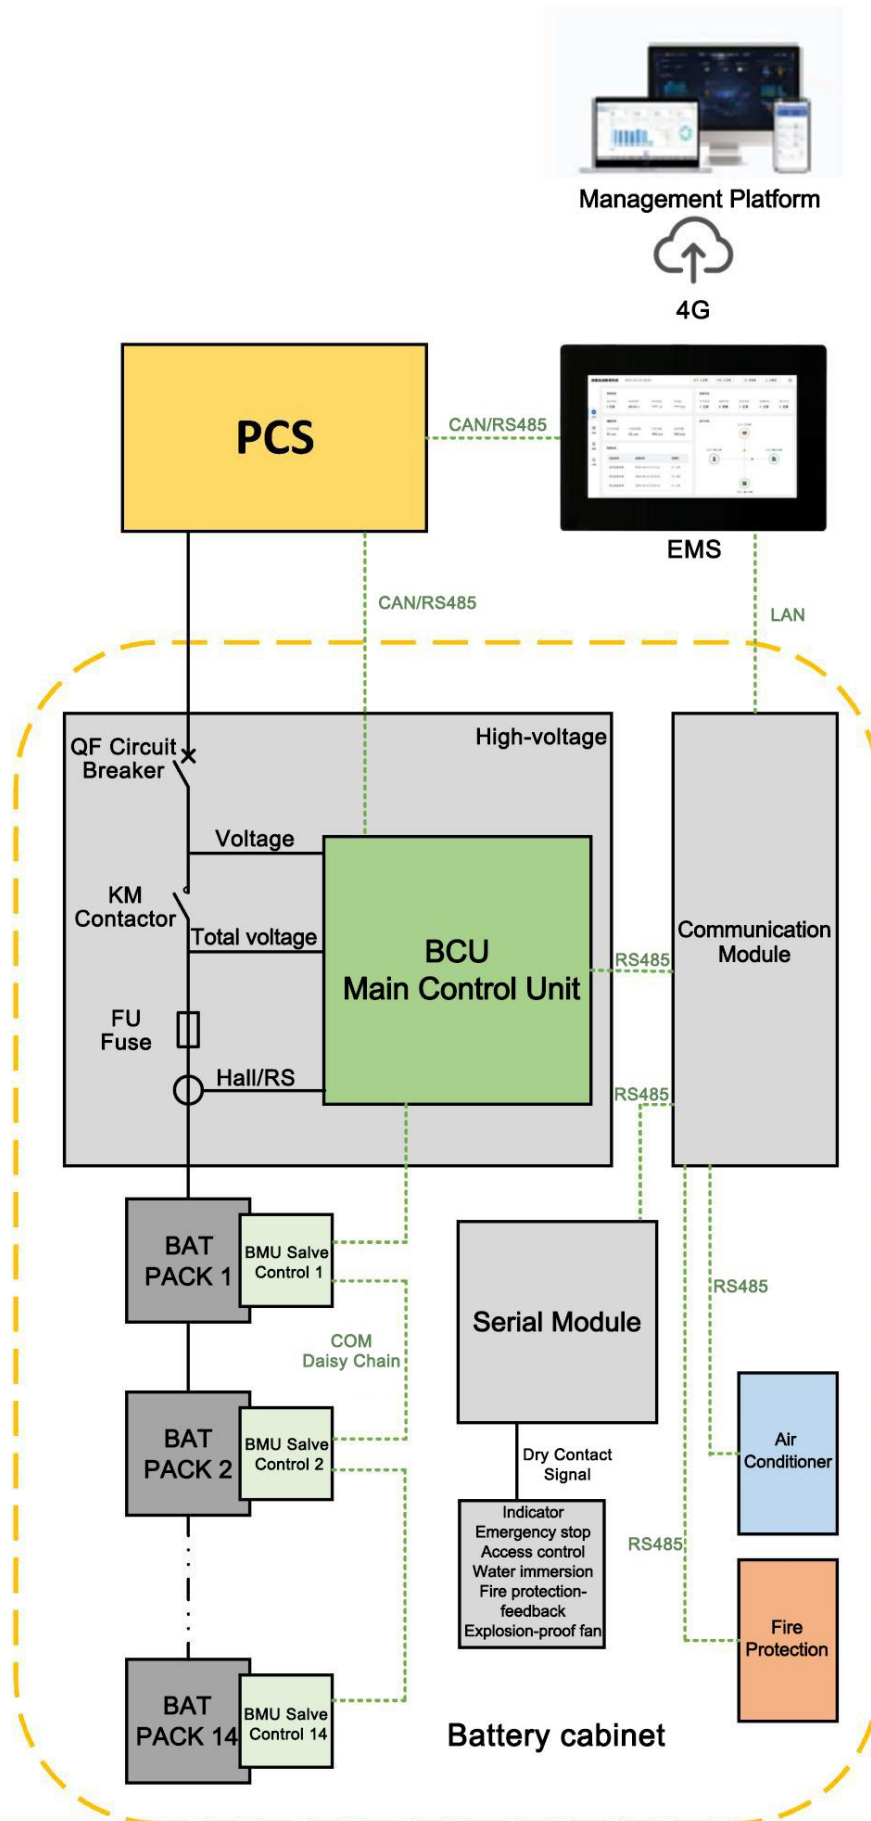 Management Platform
4G
PCS
CAN/RS485
EMS
CAN/RS485
LAN
High-voltage
QF Circuit
Breaker
Voltage
KM
Contactor
Total voltage
BCU
Main Control Unit
RS485
Communication
Module
FU
Fuse
Hall/RS
RS485
BAT
PACK 1
BMU Salve
Control 1
Serial Module
RS485
COM
Daisy Chain
BAT
PACK 2
BMU Salve
Control 2
Dry Contact
Signal
Air
Conditioner
Indicator
Emergency stop
Access control
Water immersion
Fire protection-
feedback
Explosion-proof fan
RS485
Fire
Protection
BAT
PACK 14
BMU Salve
Control 14
Battery cabinet